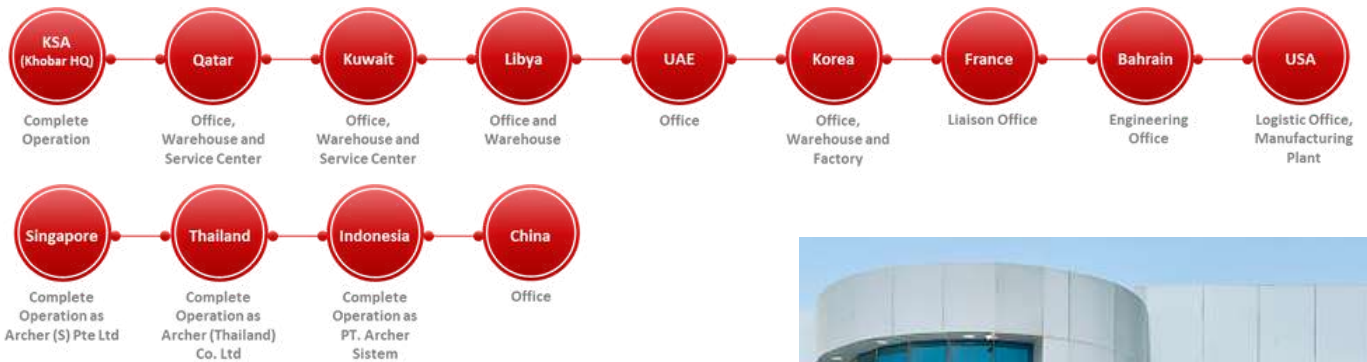 KSA
(Khobar HQ)
Qatar
Kuwait
Libya
UAE
Korea
France
Bahrain
USA
Complete
Operation
Office,
Warehouse and
Service Center
Office,
Warehouse and
Service Center
Office and
Warehouse
Office
Office,
Warehouse and
Factory
Liaison Office
Engineering
Office
Logistic Office,
Manufacturing
Plant
Singapore
Thailand
Indonesia
China
Complete
Operation as
Archer (S) Pte Ltd
Complete
Operation as
Archer (Thailand)
Co. Ltd
Complete
Operation as
PT. Archer
Sistem
Office